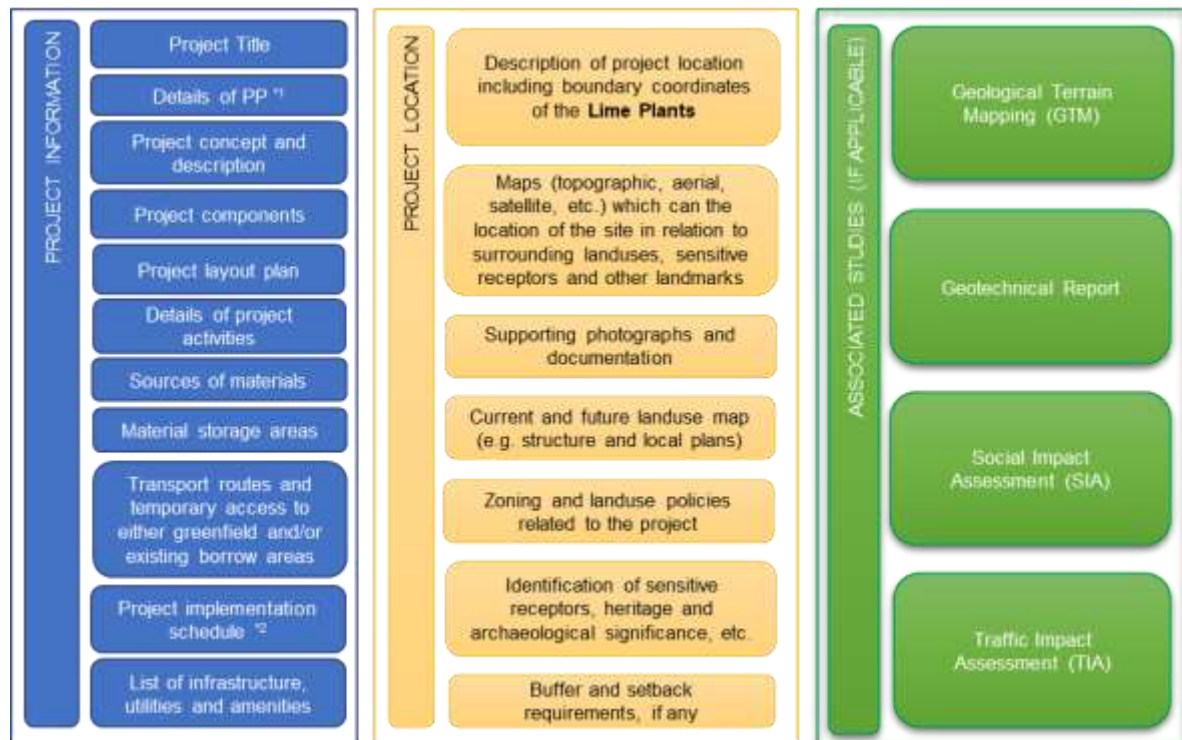 PROJECT INFORMATION
Project Title
Details of PP *1
Project concept and
description
Project components
Project layout plan
Details of project
activities
Sources of materials
Material storage areas
Transport routes and
temporary access to
either greenfield and/or
existing borrow areas
Project implementation
schedule *2
List of infrastructure,
utilities and amenities
PROJECT LOCATION
Description of project location
including boundary coordinates
of the Lime Plants
Maps (topographic, aerial,
satellite, etc.) which can the
location of the site in relation to
surrounding landuses, sensitive
receptors and other landmarks
Supporting photographs and
documentation
Current and future landuse map
(e.g. structure and local plans)
Zoning and landuse policies
related to the project
Identification of sensitive
receptors, heritage and
archaeological significance, etc.
Buffer and setback
requirements, if any
ASSOCIATED STUDIES (IF APPLICABLE)
Geological Terrain
Mapping (GTM)
Geotechnical Report
Social Impact
Assessment (SIA)
Traffic Impact
Assessment (TIA)